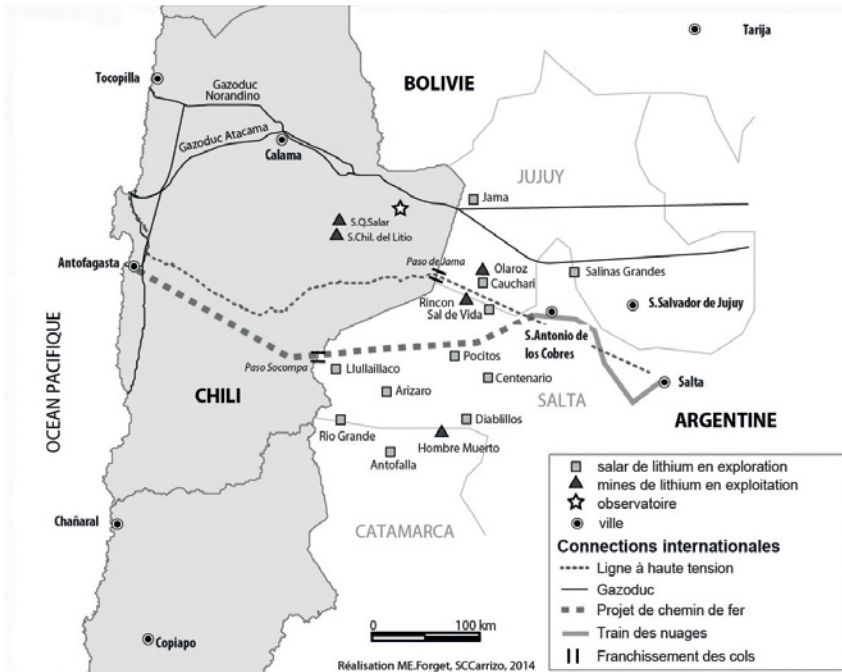 Tarija
Tocopilla
BOLIVIE
Gazoduc
Norandino
Gazoduc Atacama
Calama
JUJUY
Jama
S.Q.Salar
S.Chil. del Litio
Antofagasta
Paso de Jama
Olaroz
Cauchari
Salinas Grandes
Rincon
Sal de Vida
S.Salvador de Jujuy
S.Antonio
de los Cobres
OCEAN PACIFIQUE
Paso Socompa
Pocitos
Llullaillaco
Centenario
Salta
CHILI
Arizaro
SALTA
ARGENTINE
Diablillos
Rio Grande
Hombre Muerto
Antofalla
Chañaral
CATAMARCA
Copiapo
salar de lithium en exploration
mines de lithium en exploitation
observatoire
ville
Connections internationales
Ligne à haute tension
Gazoduc
Projet de chemin de fer
Train des nuages
Franchissement des cols
0 100 km
Réalisation ME.Forget, SCCarrizo, 2014